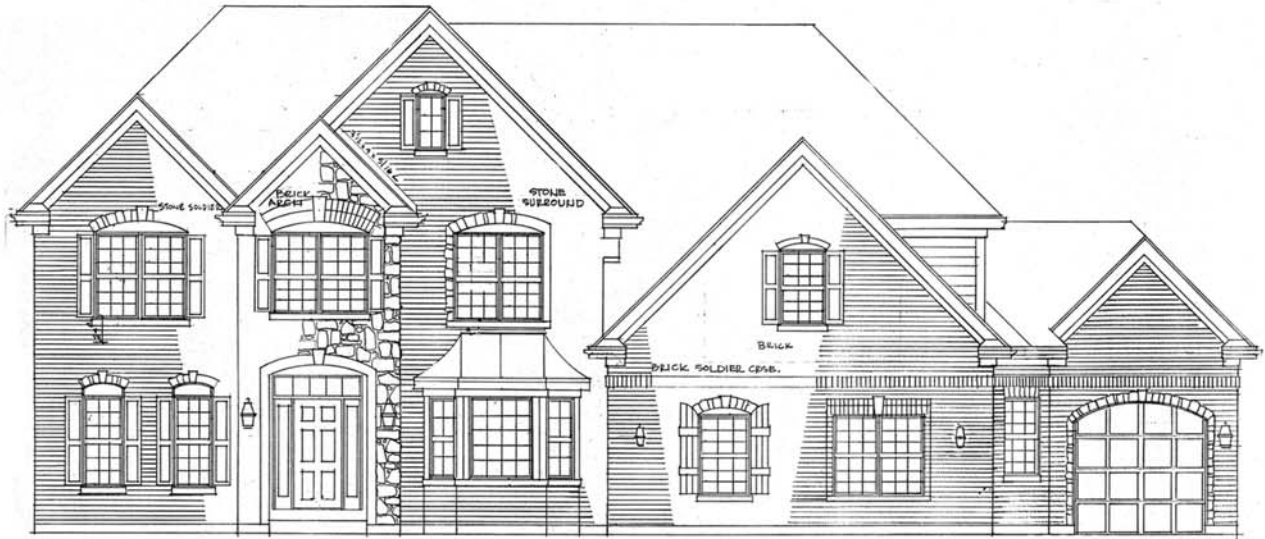 STONE SOLDIER
BRICK
ARCH
STONE
SURROUND
BRICK
BRICK SOLDIER CRSE.